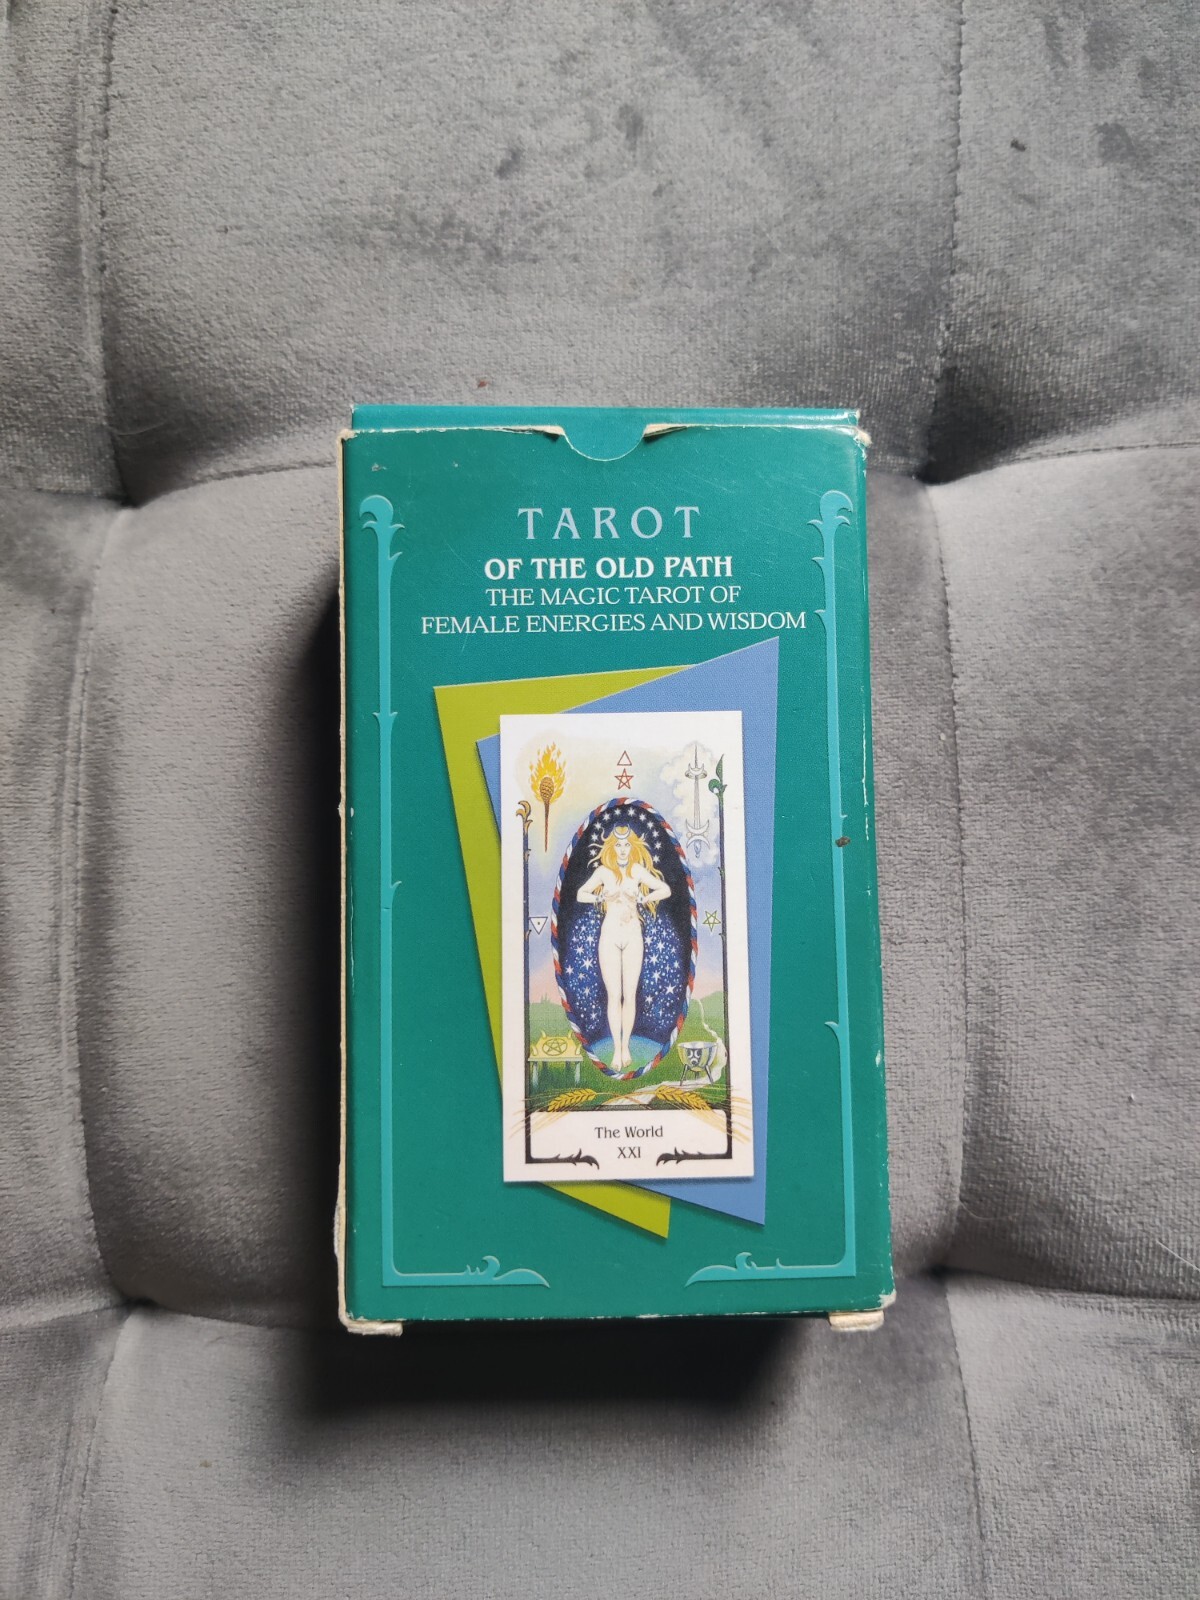 TAROT
OF THE OLD PATH
THE MAGIC TAROT OF
FEMALE ENERGIES AND WISDOM
The World
XXI